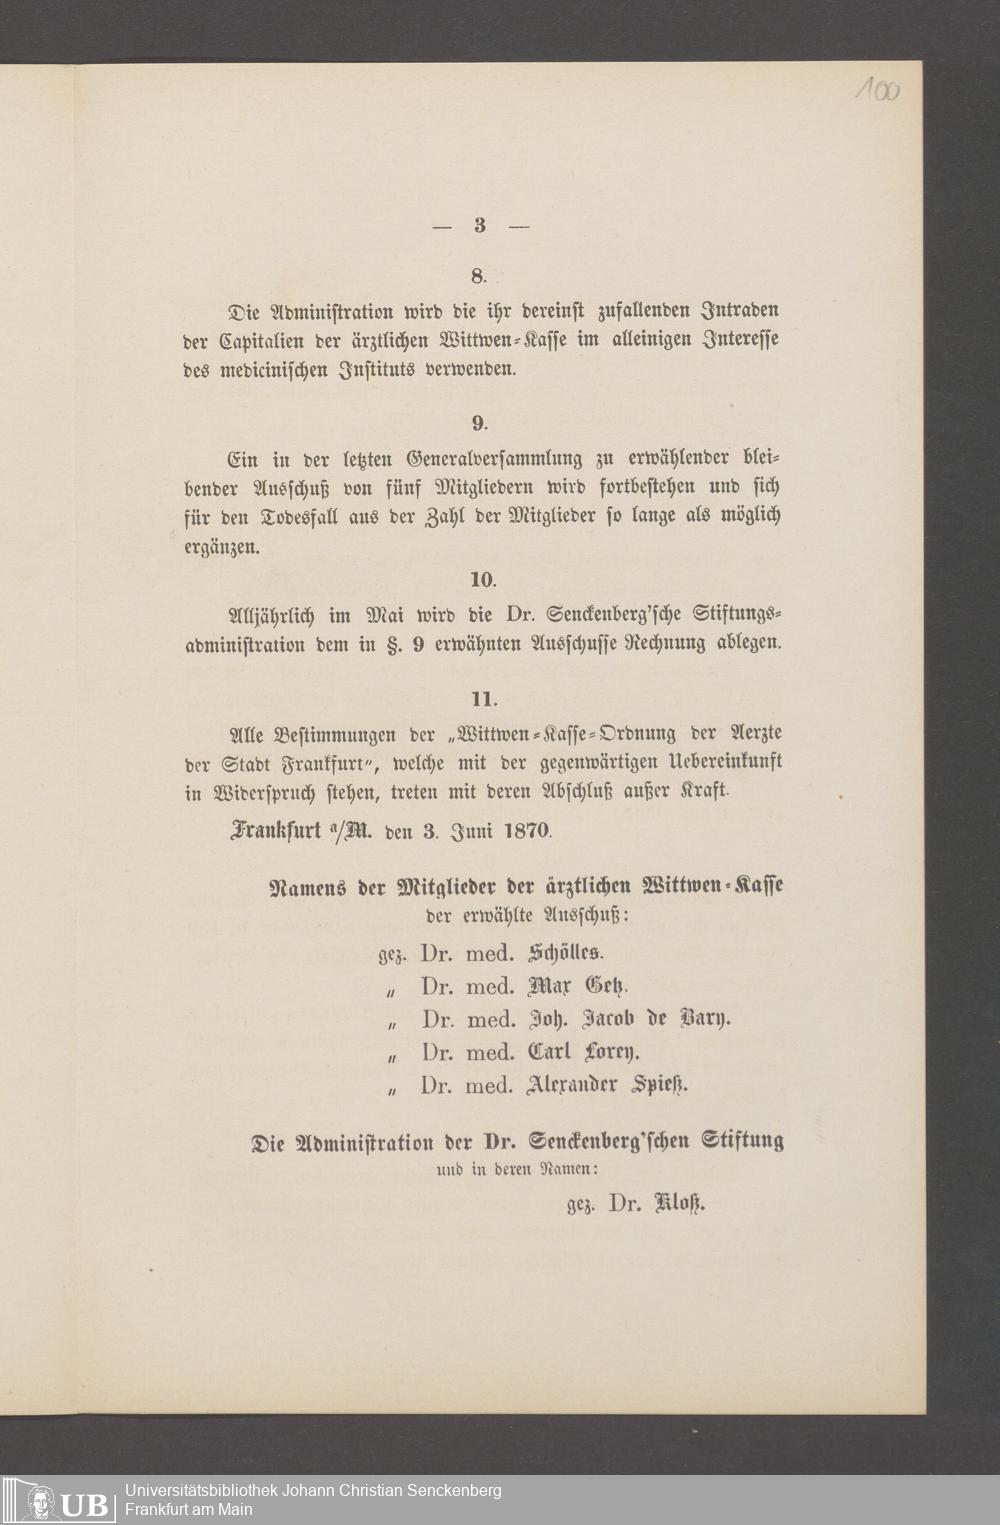 100
— 3 —
8.
Die Administration wird die ihr dereinst zufallenden Intraden
der Capitalien der ärztlichen Wittwen-Kasse im alleinigen Interesse
des medicinischen Instituts verwenden.
9.
Ein in der letzten Generalversammlung zu erwählender blei-
bender Ausschuß von fünf Mitgliedern wird fortbestehen und sich
für den Todesfall aus der Zahl der Mitglieder so lange als möglich
ergänzen.
10.
Alljährlich im Mai wird die Dr. Senckenberg'sche Stiftungs-
administration dem in §. 9 erwähnten Ausschusse Rechnung ablegen.
11.
Alle Bestimmungen der „Wittwen-Kasse-Ordnung der Aerzte
der Stadt Frankfurt“, welche mit der gegenwärtigen Uebereinkunft
in Widerspruch stehen, treten mit deren Abschluß außer Kraft.
Frankfurt a/M. den 3. Juni 1870.
Namens der Mitglieder der ärztlichen Wittwen-Kasse
der erwählte Ausschuß:
gez. Dr. med. Schölles.
„ Dr. med. Max Getz.
„ Dr. med. Joh. Jacob de Bary.
„ Dr. med. Carl Lorey.
„ Dr. med. Alexander Spieß.
Die Administration der Dr. Senckenberg'schen Stiftung
und in deren Namen:
gez. Dr. Kloß.
UB Universitätsbibliothek Johann Christian Senckenberg
Frankfurt am Main